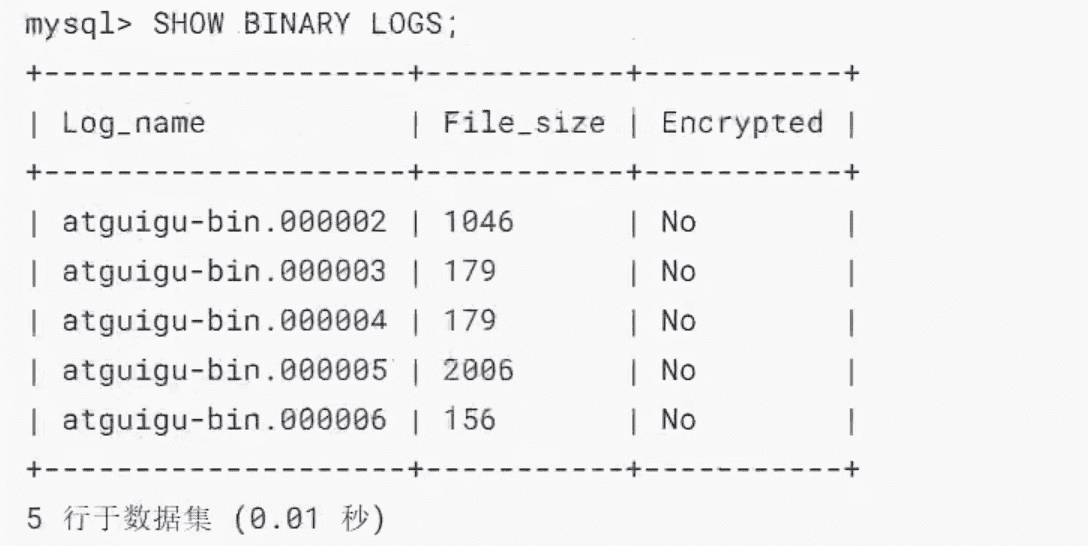 mysql> SHOW BINARY LOGS;
+--------------------+-----------+-----------+
| Log_name           | File_size | Encrypted |
+--------------------+-----------+-----------+
| atguigu-bin.000002 | 1046      | No        |
| atguigu-bin.000003 | 179       | No        |
| atguigu-bin.000004 | 179       | No        |
| atguigu-bin.000005 | 2006      | No        |
| atguigu-bin.000006 | 156       | No        |
+--------------------+-----------+-----------+
5 行于数据集 (0.01 秒)